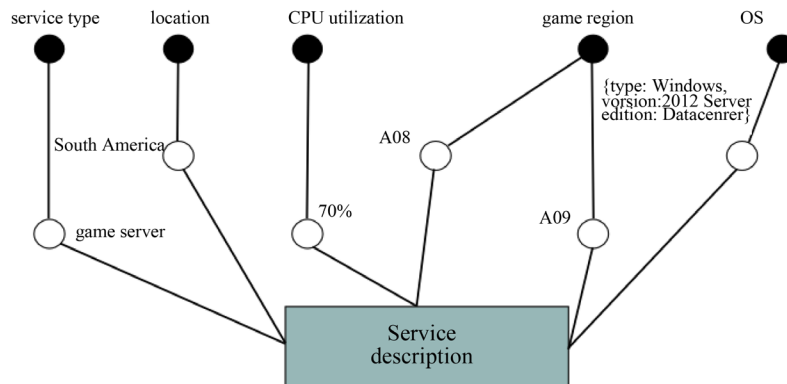 service type
location
CPU utilization
game region
OS
{type: Windows,
vorsion:2012 Server
edition: Datacenrer}
South America
A08
70%
A09
game server
Service
description